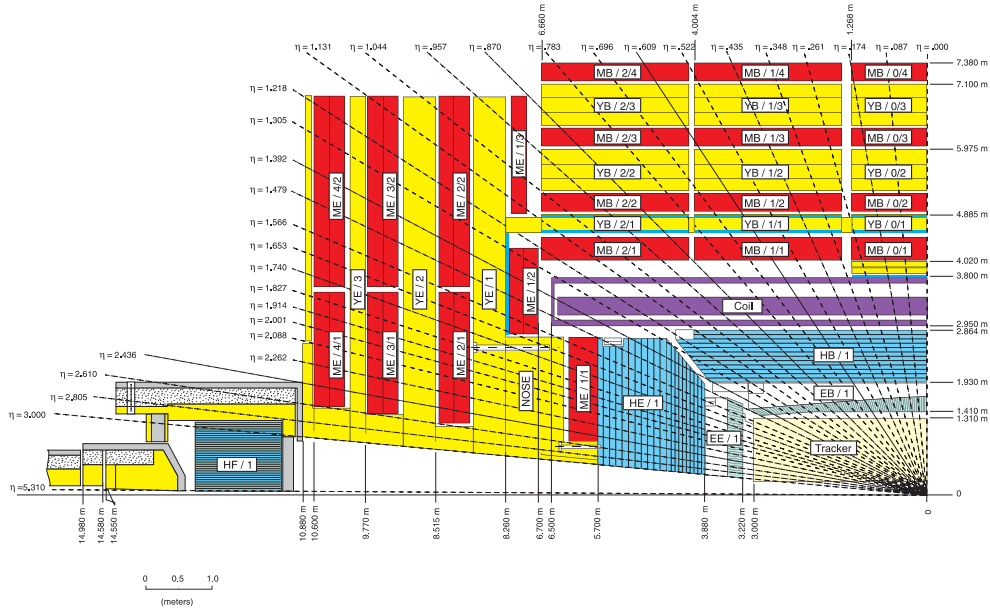 6.660 m
4.004 m
1.268 m
η = 1.131
η = 1.044
η = .957
η = .870
η = .783
η = .696
η = .609
η = .522
η = .435
η = .348
η = .261
η = .174
η = .087
η = .000
η = 1.218
η = 1.305
η = 1.392
η = 1.479
η = 1.566
η = 1.653
η = 1.740
η = 1.827
η = 1.914
η = 2.001
η = 2.088
η = 2.262
η = 2.436
η = 2.610
η = 2.805
η = 3.000
η = 5.310
7.380 m
7.100 m
5.975 m
4.885 m
4.020 m
3.800 m
2.950 m
2.864 m
1.930 m
1.410 m
1.310 m
0
MB / 2/4
MB / 1/4
MB / 0/4
YB / 2/3
YB / 1/3
YB / 0/3
MB / 2/3
MB / 1/3
MB / 0/3
YB / 2/2
YB / 1/2
YB / 0/2
MB / 2/2
MB / 1/2
MB / 0/2
YB / 2/1
YB / 1/1
YB / 0/1
MB / 2/1
MB / 1/1
MB / 0/1
ME / 4/2
ME / 3/2
ME / 2/2
ME / 1/3
YE / 3
YE / 2
YE / 1
ME / 1/2
ME / 4/1
ME / 3/1
ME / 2/1
NOSE
ME / 1/1
Coil
HB / 1
HE / 1
EB / 1
EE / 1
Tracker
HF / 1
14.980 m
14.580 m
14.550 m
10.880 m
10.600 m
9.770 m
8.515 m
8.260 m
6.700 m
6.500 m
5.700 m
3.880 m
3.220 m
3.000 m
0
0 0.5 1.0
(meters)